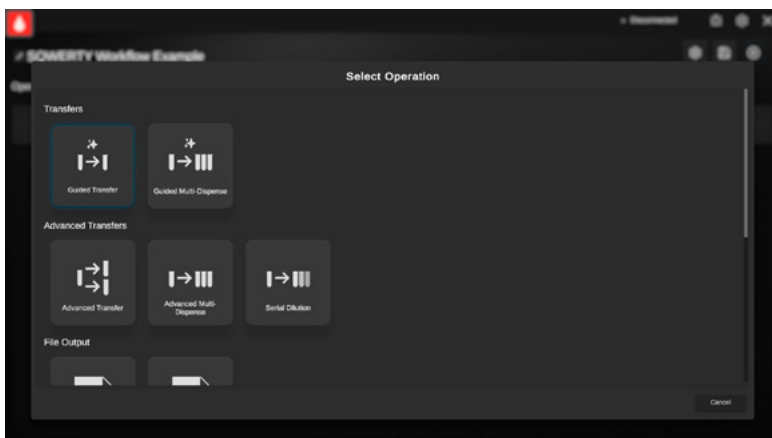 Disconnected
SQWERTY Workflow Example
Select Operation
Transfers
Guided Transfer
Guided Multi-Dispense
Advanced Transfers
Advanced Transfer
Advanced Multi-
Dispense
Serial Dilution
File Output
Cancel